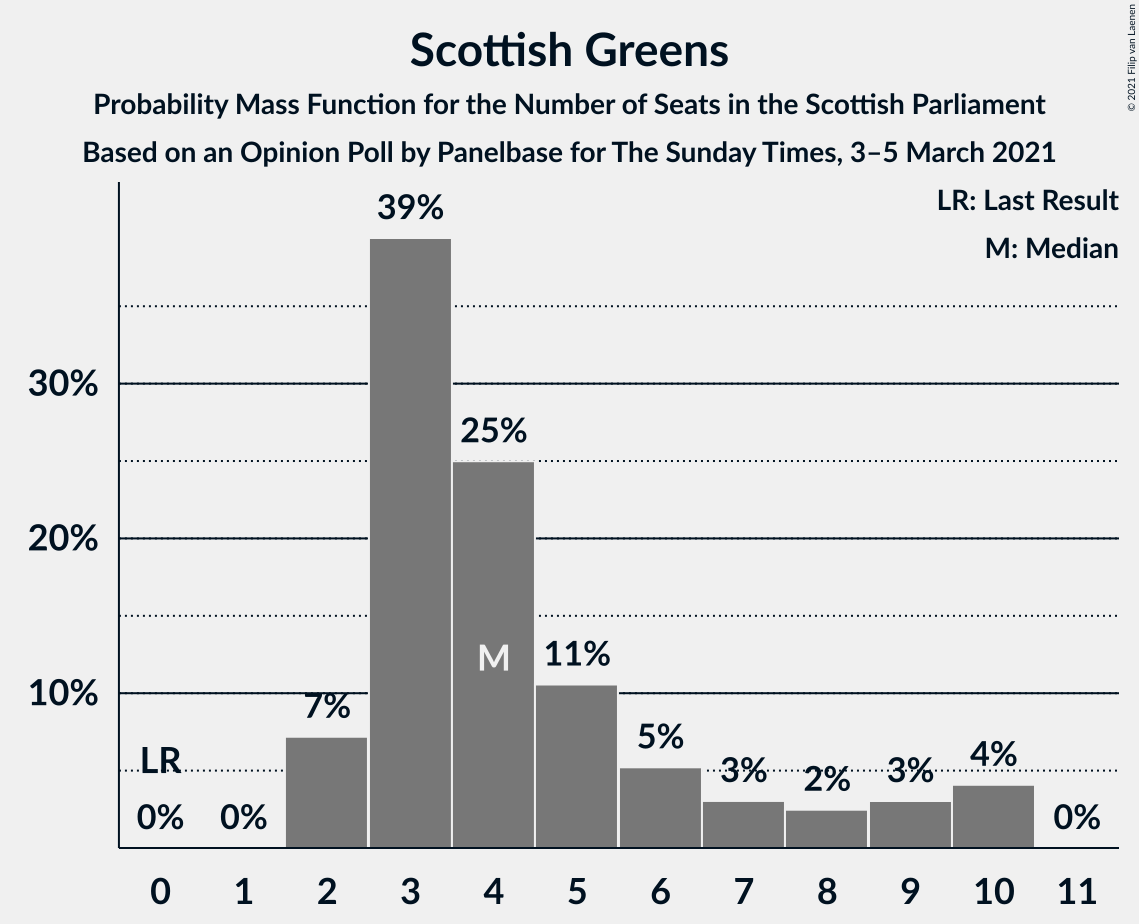 Scottish Greens
Probability Mass Function for the Number of Seats in the Scottish Parliament
Based on an Opinion Poll by Panelbase for The Sunday Times, 3–5 March 2021
© 2021 Filip van Laenen
LR: Last Result
M: Median
39%
30%
25%
20%
M
11%
10%
7%
5%
LR
3%
2%
3%
4%
0%
0%
0%
0 1 2 3 4 5 6 7 8 9 10 11